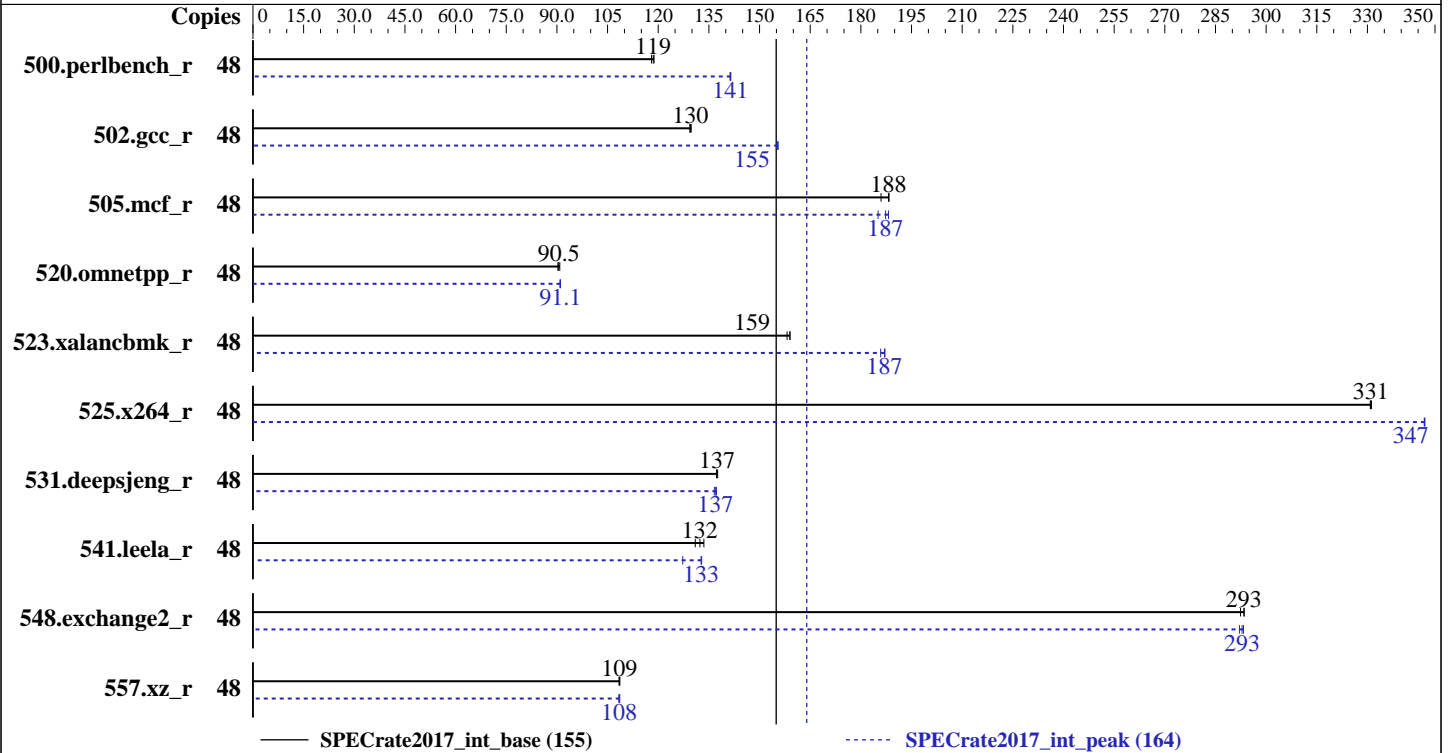 Copies 0 15.0 30.0 45.0 60.0 75.0 90.0 105 120 135 155 165 180 195 210 225 240 255 270 285 300 315 330 350
119
500.perlbench_r 48
141
130
502.gcc_r 48
155
188
505.mcf_r 48
187
90.5
520.omnetpp_r 48
91.1
159
523.xalancbmk_r 48
187
331
525.x264_r 48
347
137
531.deepsjeng_r 48
137
132
541.leela_r 48
133
293
548.exchange2_r 48
293
109
557.xz_r 48
108
SPECrate2017_int_base (155) SPECrate2017_int_peak (164)